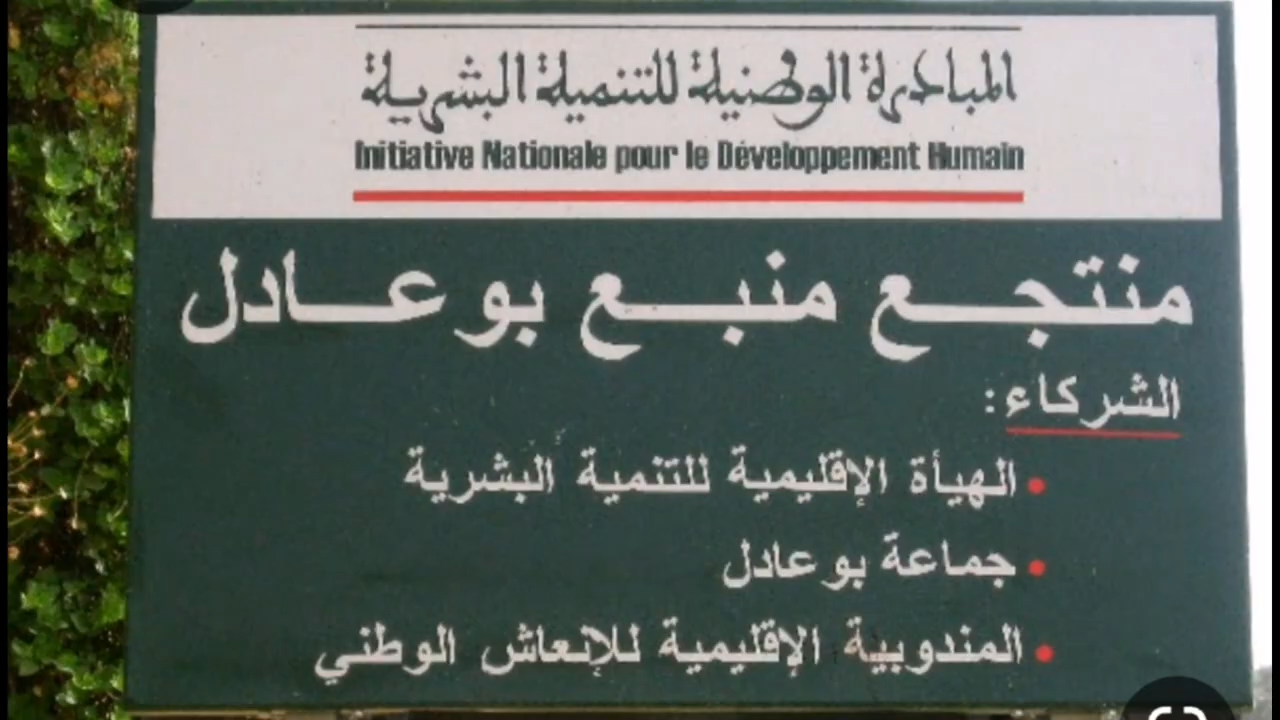 المبادرة الوطنية للتنمية البشرية
Initiative Nationale pour le Développement Humain
منتجع منبع بوعادل
الشركاء:
• الهيأة الإقليمية للتنمية البشرية
• جماعة بوعادل
• المندوبية الإقليمية للإنعاش الوطني